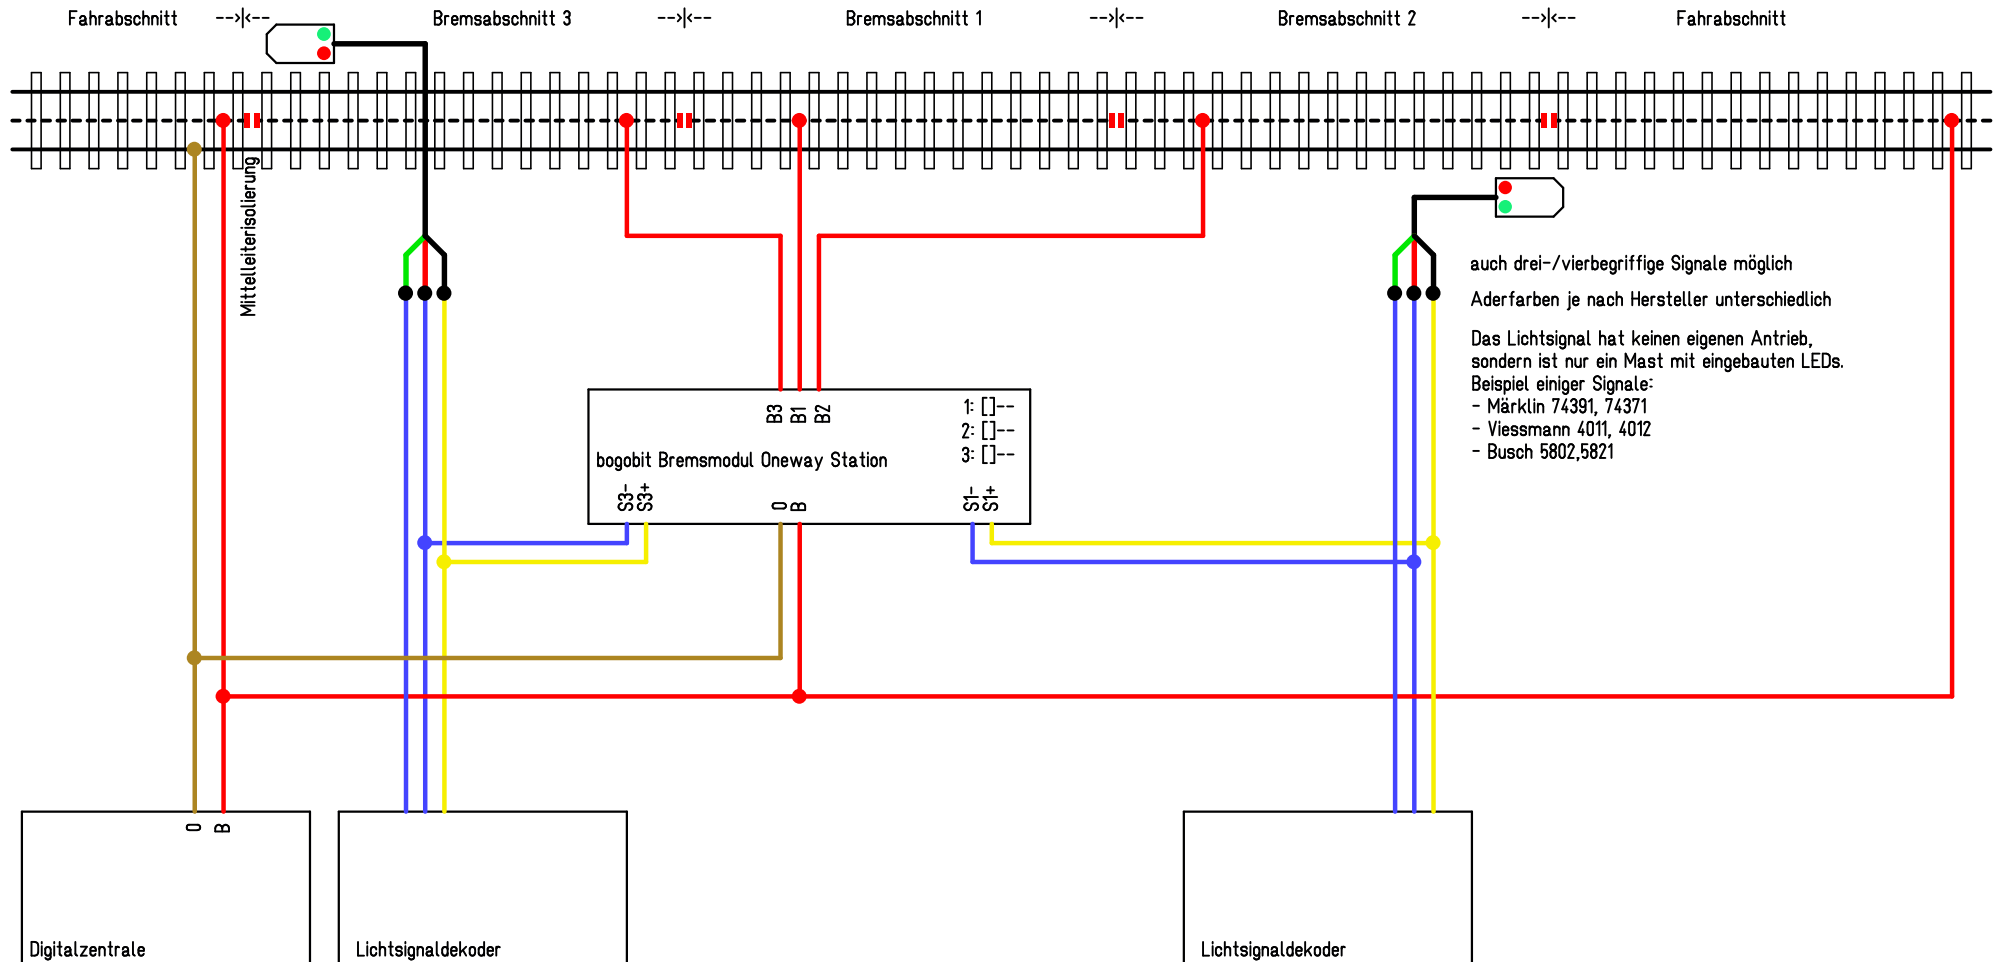 Fahrabschnitt -->|<-- Bremsabschnitt 3 -->|<-- Bremsabschnitt 1 -->|<-- Bremsabschnitt 2 -->|<-- Fahrabschnitt
Mittelleiterisolierung
auch drei-/vierbegriffige Signale möglich
Aderfarben je nach Hersteller unterschiedlich
Das Lichtsignal hat keinen eigenen Antrieb,
sondern ist nur ein Mast mit eingebauten LEDs.
Beispiel einiger Signale:
- Märklin 74391, 74371
- Viessmann 4011, 4012
- Busch 5802,5821
B3 B1 B2
1: []--
2: []--
3: []--
bogobit Bremsmodul Oneway Station
S3- S3+ 0 B S1- S1+
0 B
Digitalzentrale
Lichtsignaldekoder
Lichtsignaldekoder